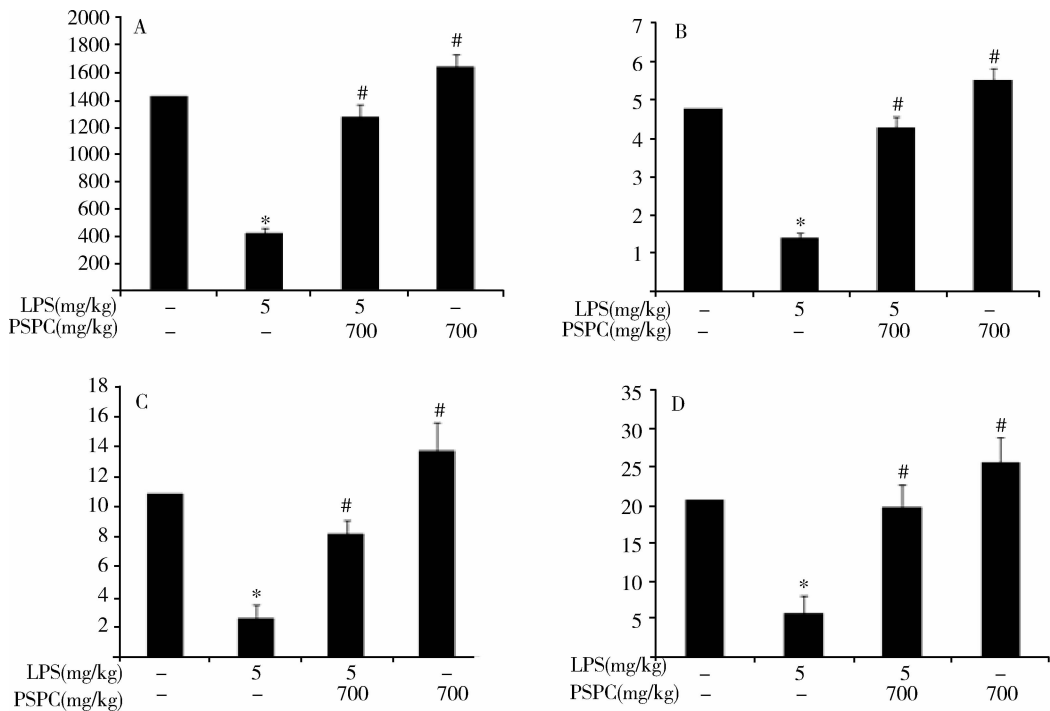 A
2000
1800
1600
1400
1200
1000
800
600
400
200
* # #
LPS(mg/kg) – 5 5 –
PSPC(mg/kg) – – 700 700
B
7
6
5
4
3
2
1
* # #
LPS(mg/kg) – 5 5 –
PSPC(mg/kg) – – 700 700
C
18
16
14
12
10
8
6
4
2
* # #
LPS(mg/kg) – 5 5 –
PSPC(mg/kg) – – 700 700
D
35
30
25
20
15
10
5
* # #
LPS(mg/kg) – 5 5 –
PSPC(mg/kg) – – 700 700